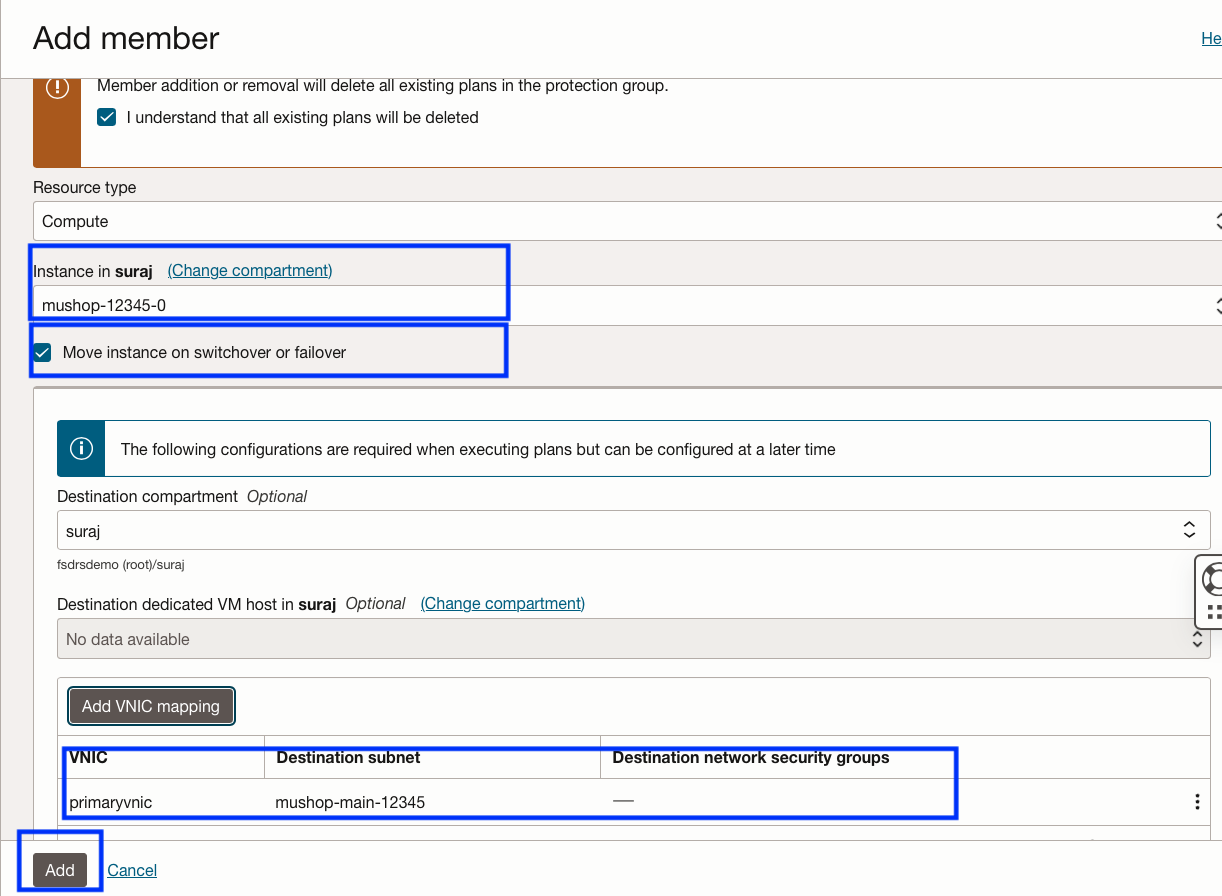 Add member
He
Member addition or removal will delete all existing plans in the protection group.
I understand that all existing plans will be deleted
Resource type
Compute
Instance in suraj (Change compartment)
mushop-12345-0
Move instance on switchover or failover
The following configurations are required when executing plans but can be configured at a later time
Destination compartment Optional
suraj
fsdrsdemo (root)/suraj
Destination dedicated VM host in suraj Optional (Change compartment)
No data available
Add VNIC mapping
VNIC Destination subnet Destination network security groups
primaryvnic mushop-main-12345 —
Add Cancel